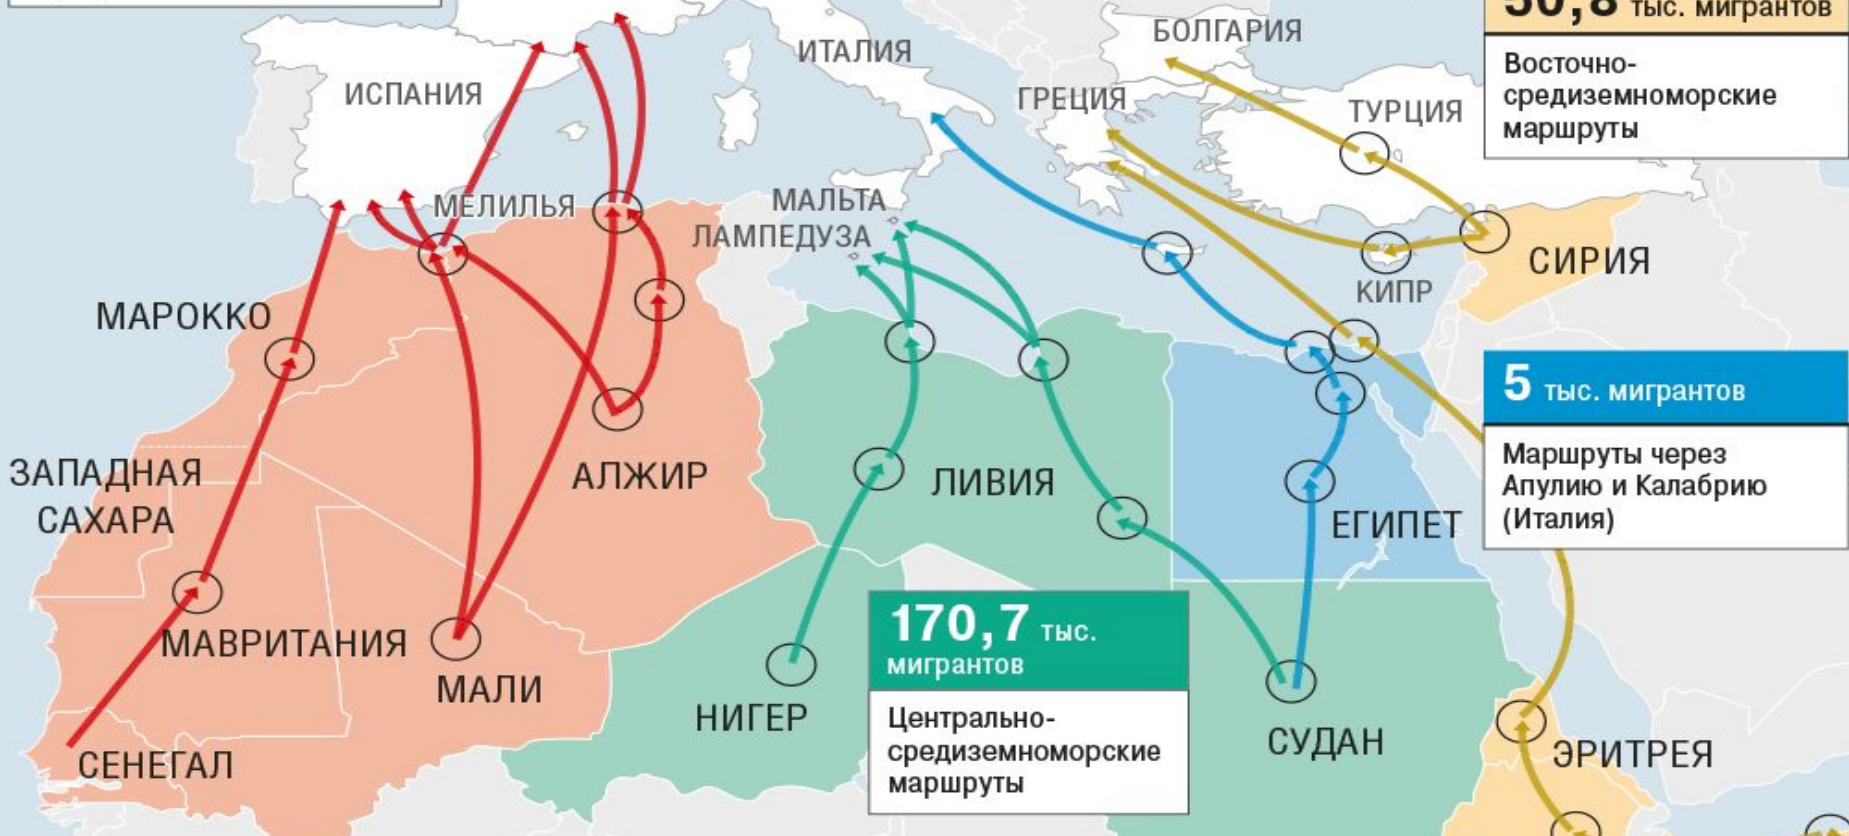 50,8 тыс. мигрантов
Восточно-
средиземноморские
маршруты
БОЛГАРИЯ
ИТАЛИЯ
ИСПАНИЯ
ГРЕЦИЯ
ТУРЦИЯ
МЕЛИЛЬЯ
МАЛЬТА
ЛАМПЕДУЗА
СИРИЯ
КИПР
МАРОККО
5 тыс. мигрантов
Маршруты через
Апулию и Калабрию
(Италия)
ЗАПАДНАЯ
САХАРА
АЛЖИР
ЛИВИЯ
ЕГИПЕТ
170,7 тыс.
мигрантов
Центрально-
средиземноморские
маршруты
МАВРИТАНИЯ
МАЛИ
НИГЕР
СУДАН
ЭРИТРЕЯ
СЕНЕГАЛ